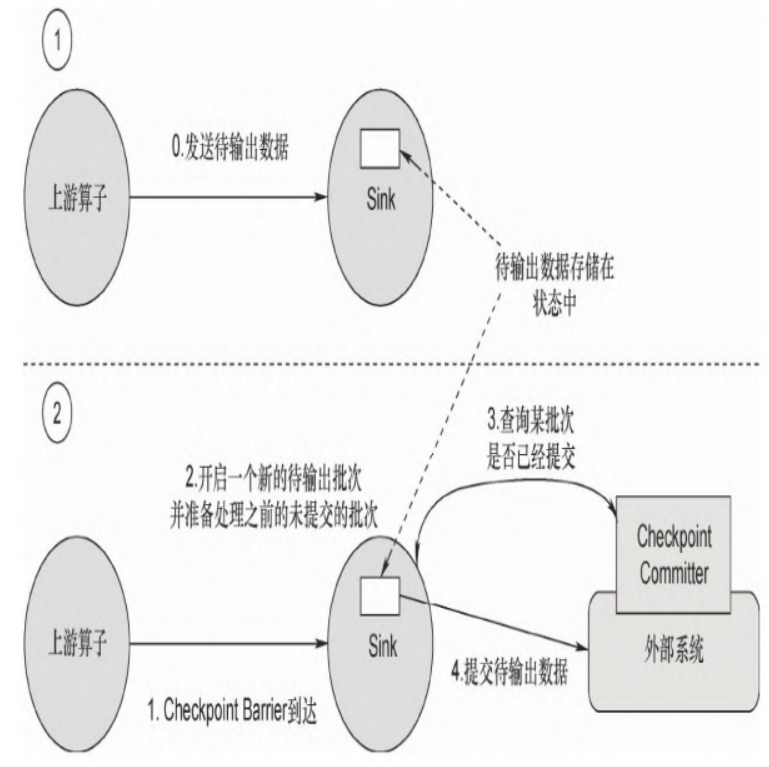 1
0.发送待输出数据
上游算子
Sink
待输出数据存储在
状态中
2
3.查询某批次
是否已经提交
2.开启一个新的待输出批次
并准备处理之前的未提交的批次
Checkpoint
Committer
上游算子
Sink
外部系统
4.提交待输出数据
1. Checkpoint Barrier到达